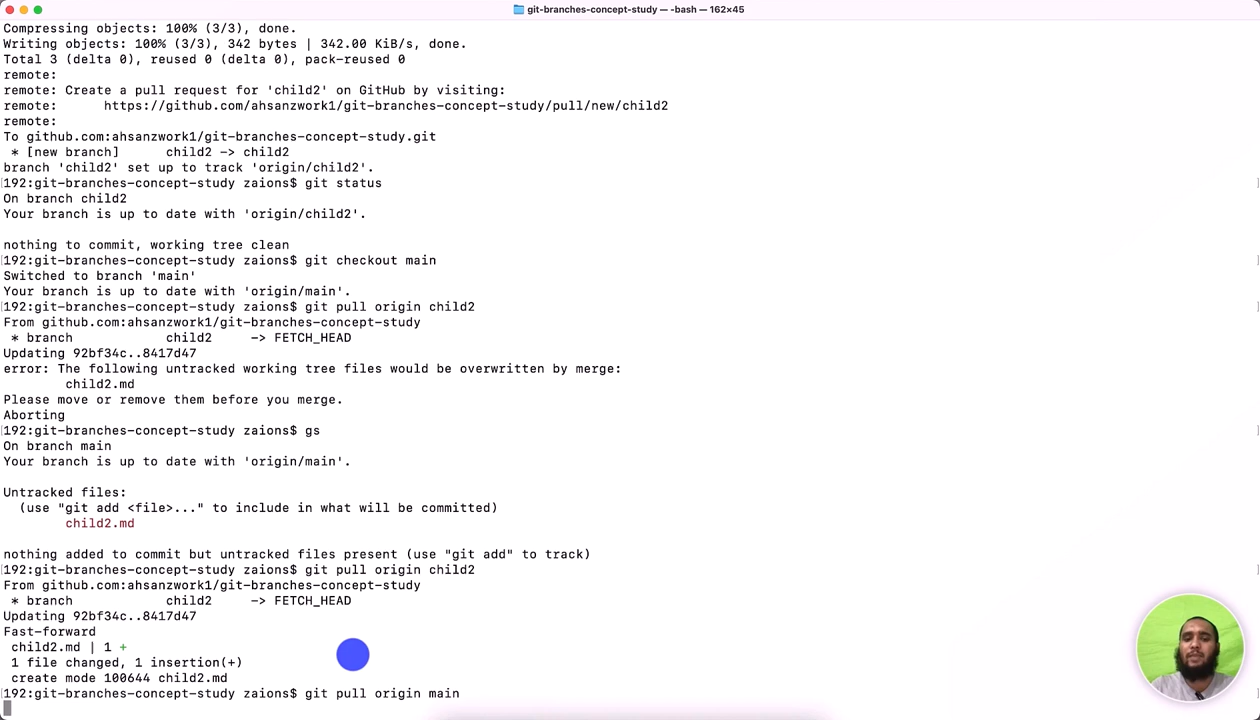 git-branches-concept-study — -bash — 162×45
Compressing objects: 100% (3/3), done.
Writing objects: 100% (3/3), 342 bytes | 342.00 KiB/s, done.
Total 3 (delta 0), reused 0 (delta 0), pack-reused 0
remote:
remote: Create a pull request for 'child2' on GitHub by visiting:
remote:      https://github.com/ahsanzwork1/git-branches-concept-study/pull/new/child2
remote:
To github.com:ahsanzwork1/git-branches-concept-study.git
 * [new branch]      child2 -> child2
branch 'child2' set up to track 'origin/child2'.
[192:git-branches-concept-study zaions$ git status
On branch child2
Your branch is up to date with 'origin/child2'.
nothing to commit, working tree clean
[192:git-branches-concept-study zaions$ git checkout main
Switched to branch 'main'
Your branch is up to date with 'origin/main'.
[192:git-branches-concept-study zaions$ git pull origin child2
From github.com:ahsanzwork1/git-branches-concept-study
 * branch            child2     -> FETCH_HEAD
Updating 92bf34c..8417d47
error: The following untracked working tree files would be overwritten by merge:
        child2.md
Please move or remove them before you merge.
Aborting
[192:git-branches-concept-study zaions$ gs
On branch main
Your branch is up to date with 'origin/main'.
Untracked files:
  (use "git add <file>..." to include in what will be committed)
        child2.md
nothing added to commit but untracked files present (use "git add" to track)
[192:git-branches-concept-study zaions$ git pull origin child2
From github.com:ahsanzwork1/git-branches-concept-study
 * branch            child2     -> FETCH_HEAD
Updating 92bf34c..8417d47
Fast-forward
 child2.md | 1 +
 1 file changed, 1 insertion(+)
 create mode 100644 child2.md
[192:git-branches-concept-study zaions$ git pull origin main